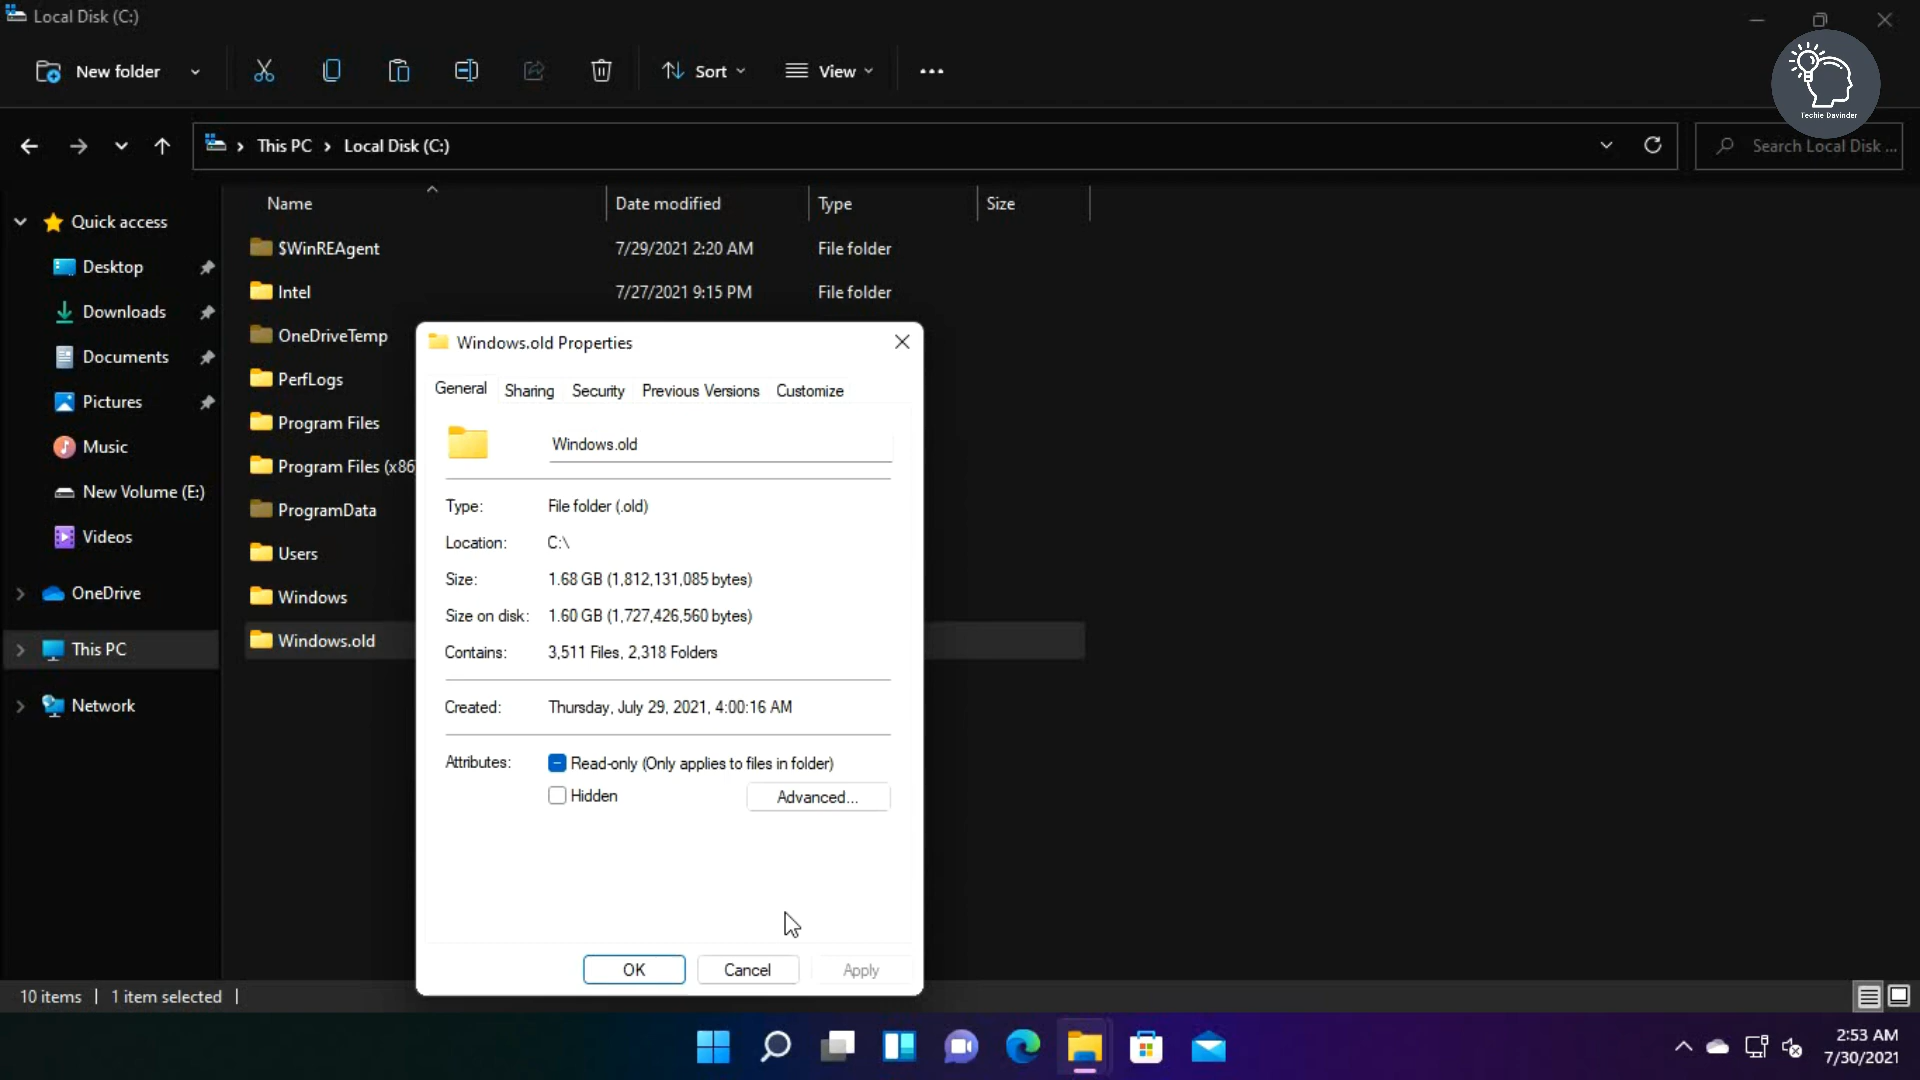 Local Disk (C:)
New folder
Sort
View
Techie Davinder
This PC
Local Disk (C:)
Search Local Disk ...
Name
Date modified
Type
Size
Quick access
Desktop
Downloads
Documents
Pictures
Music
New Volume (E:)
Videos
OneDrive
This PC
Network
$WinREAgent 7/29/2021 2:20 AM File folder
Intel 7/27/2021 9:15 PM File folder
OneDriveTemp
PerfLogs
Program Files
Program Files (x86
ProgramData
Users
Windows
Windows.old
Windows.old Properties
General Sharing Security Previous Versions Customize
Windows.old
Type: File folder (.old)
Location: C:\
Size: 1.68 GB (1,812,131,085 bytes)
Size on disk: 1.60 GB (1,727,426,560 bytes)
Contains: 3,511 Files, 2,318 Folders
Created: Thursday, July 29, 2021, 4:00:16 AM
Attributes: Read-only (Only applies to files in folder)
Hidden
Advanced...
OK Cancel Apply
10 items 1 item selected
2:53 AM
7/30/2021